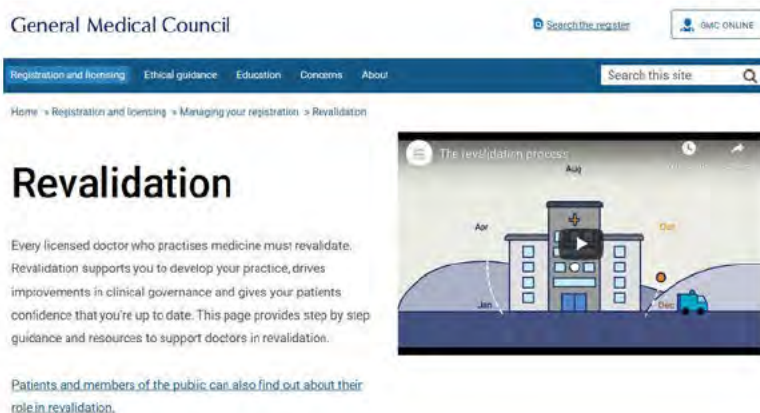 General Medical Council
Search the register
GMC ONLINE
Registration and licensing Ethical guidance Education Concerns About
Search this site
Home » Registration and licensing » Managing your registration » Revalidation
Revalidation
Every licensed doctor who practises medicine must revalidate.
Revalidation supports you to develop your practice, drives
improvements in clinical governance and gives your patients
confidence that you're up to date. This page provides step by step
guidance and resources to support doctors in revalidation.
Patients and members of the public can also find out about their
role in revalidation.
The revalidation process
Aug
Apr
Oct
Jan
Dec